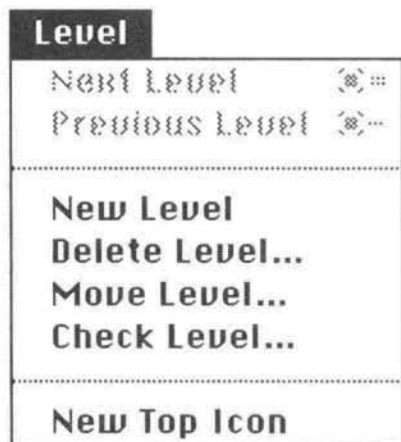 Level
Next Level
Previous Level
New Level
Delete Level...
Move Level...
Check Level...
New Top Icon